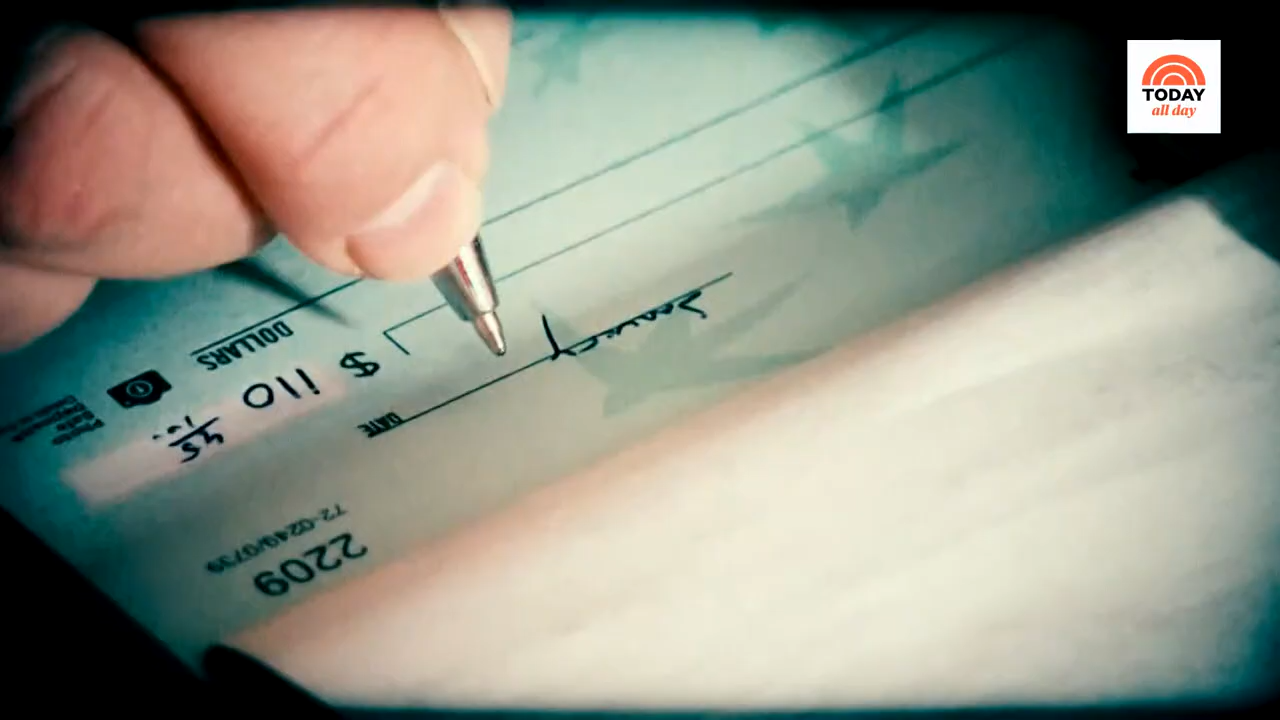 TODAY
all day
2209
72-0249/0739
DATE
$ 110 45/100
DOLLARS